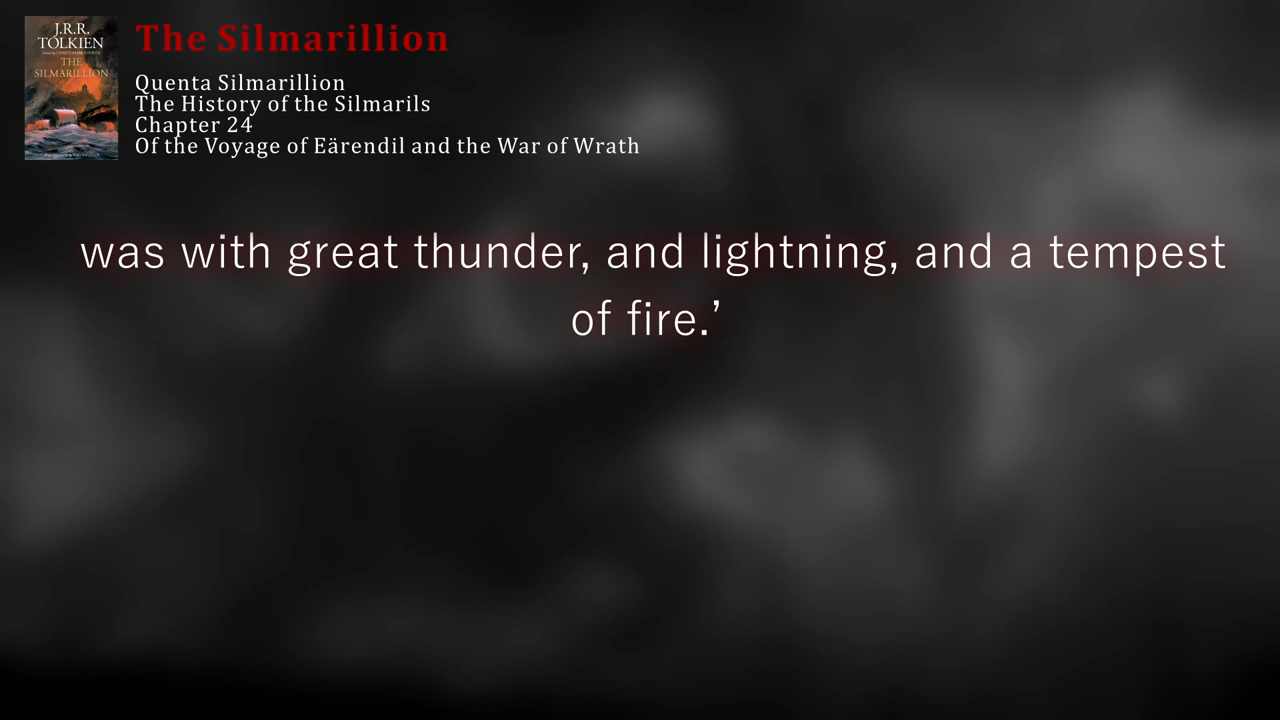 J.R.R.
TOLKIEN
THE
SILMARILLION
The Silmarillion
Quenta Silmarillion
The History of the Silmarils
Chapter 24
Of the Voyage of Eärendil and the War of Wrath
was with great thunder, and lightning, and a tempest
of fire.’